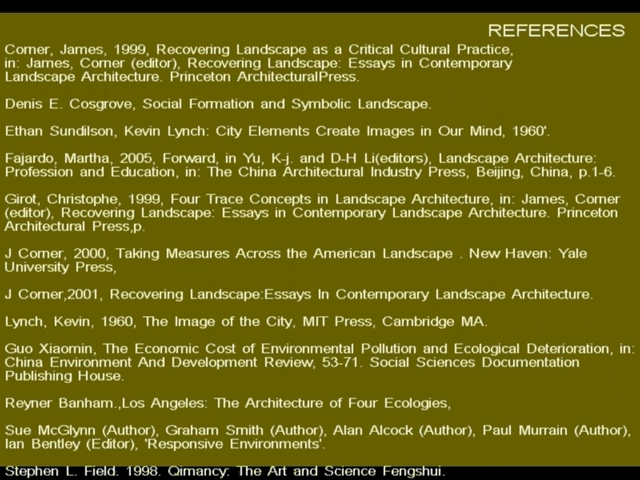 REFERENCES
Corner, James, 1999, Recovering Landscape as a Critical Cultural Practice,
in: James, Corner (editor), Recovering Landscape: Essays in Contemporary
Landscape Architecture. Princeton ArchitecturalPress.
Denis E. Cosgrove, Social Formation and Symbolic Landscape.
Ethan Sundilson, Kevin Lynch: City Elements Create Images in Our Mind, 1960'.
Fajardo, Martha, 2005, Forward, in Yu, K-j. and D-H Li(editors), Landscape Architecture:
Profession and Education, in: The China Architectural Industry Press, Beijing, China, p.1-6.
Girot, Christophe, 1999, Four Trace Concepts in Landscape Architecture, in: James, Corner
(editor), Recovering Landscape: Essays in Contemporary Landscape Architecture. Princeton
Architectural Press,p.
J Corner, 2000, Taking Measures Across the American Landscape . New Haven: Yale
University Press,
J Corner,2001, Recovering Landscape:Essays In Contemporary Landscape Architecture.
Lynch, Kevin, 1960, The Image of the City, MIT Press, Cambridge MA.
Guo Xiaomin, The Economic Cost of Environmental Pollution and Ecological Deterioration, in:
China Environment And Development Review, 53-71. Social Sciences Documentation
Publishing House.
Reyner Banham.,Los Angeles: The Architecture of Four Ecologies,
Sue McGlynn (Author), Graham Smith (Author), Alan Alcock (Author), Paul Murrain (Author),
Ian Bentley (Editor), 'Responsive Environments'.
Stephen L. Field. 1998. Qimancy: The Art and Science Fengshui.